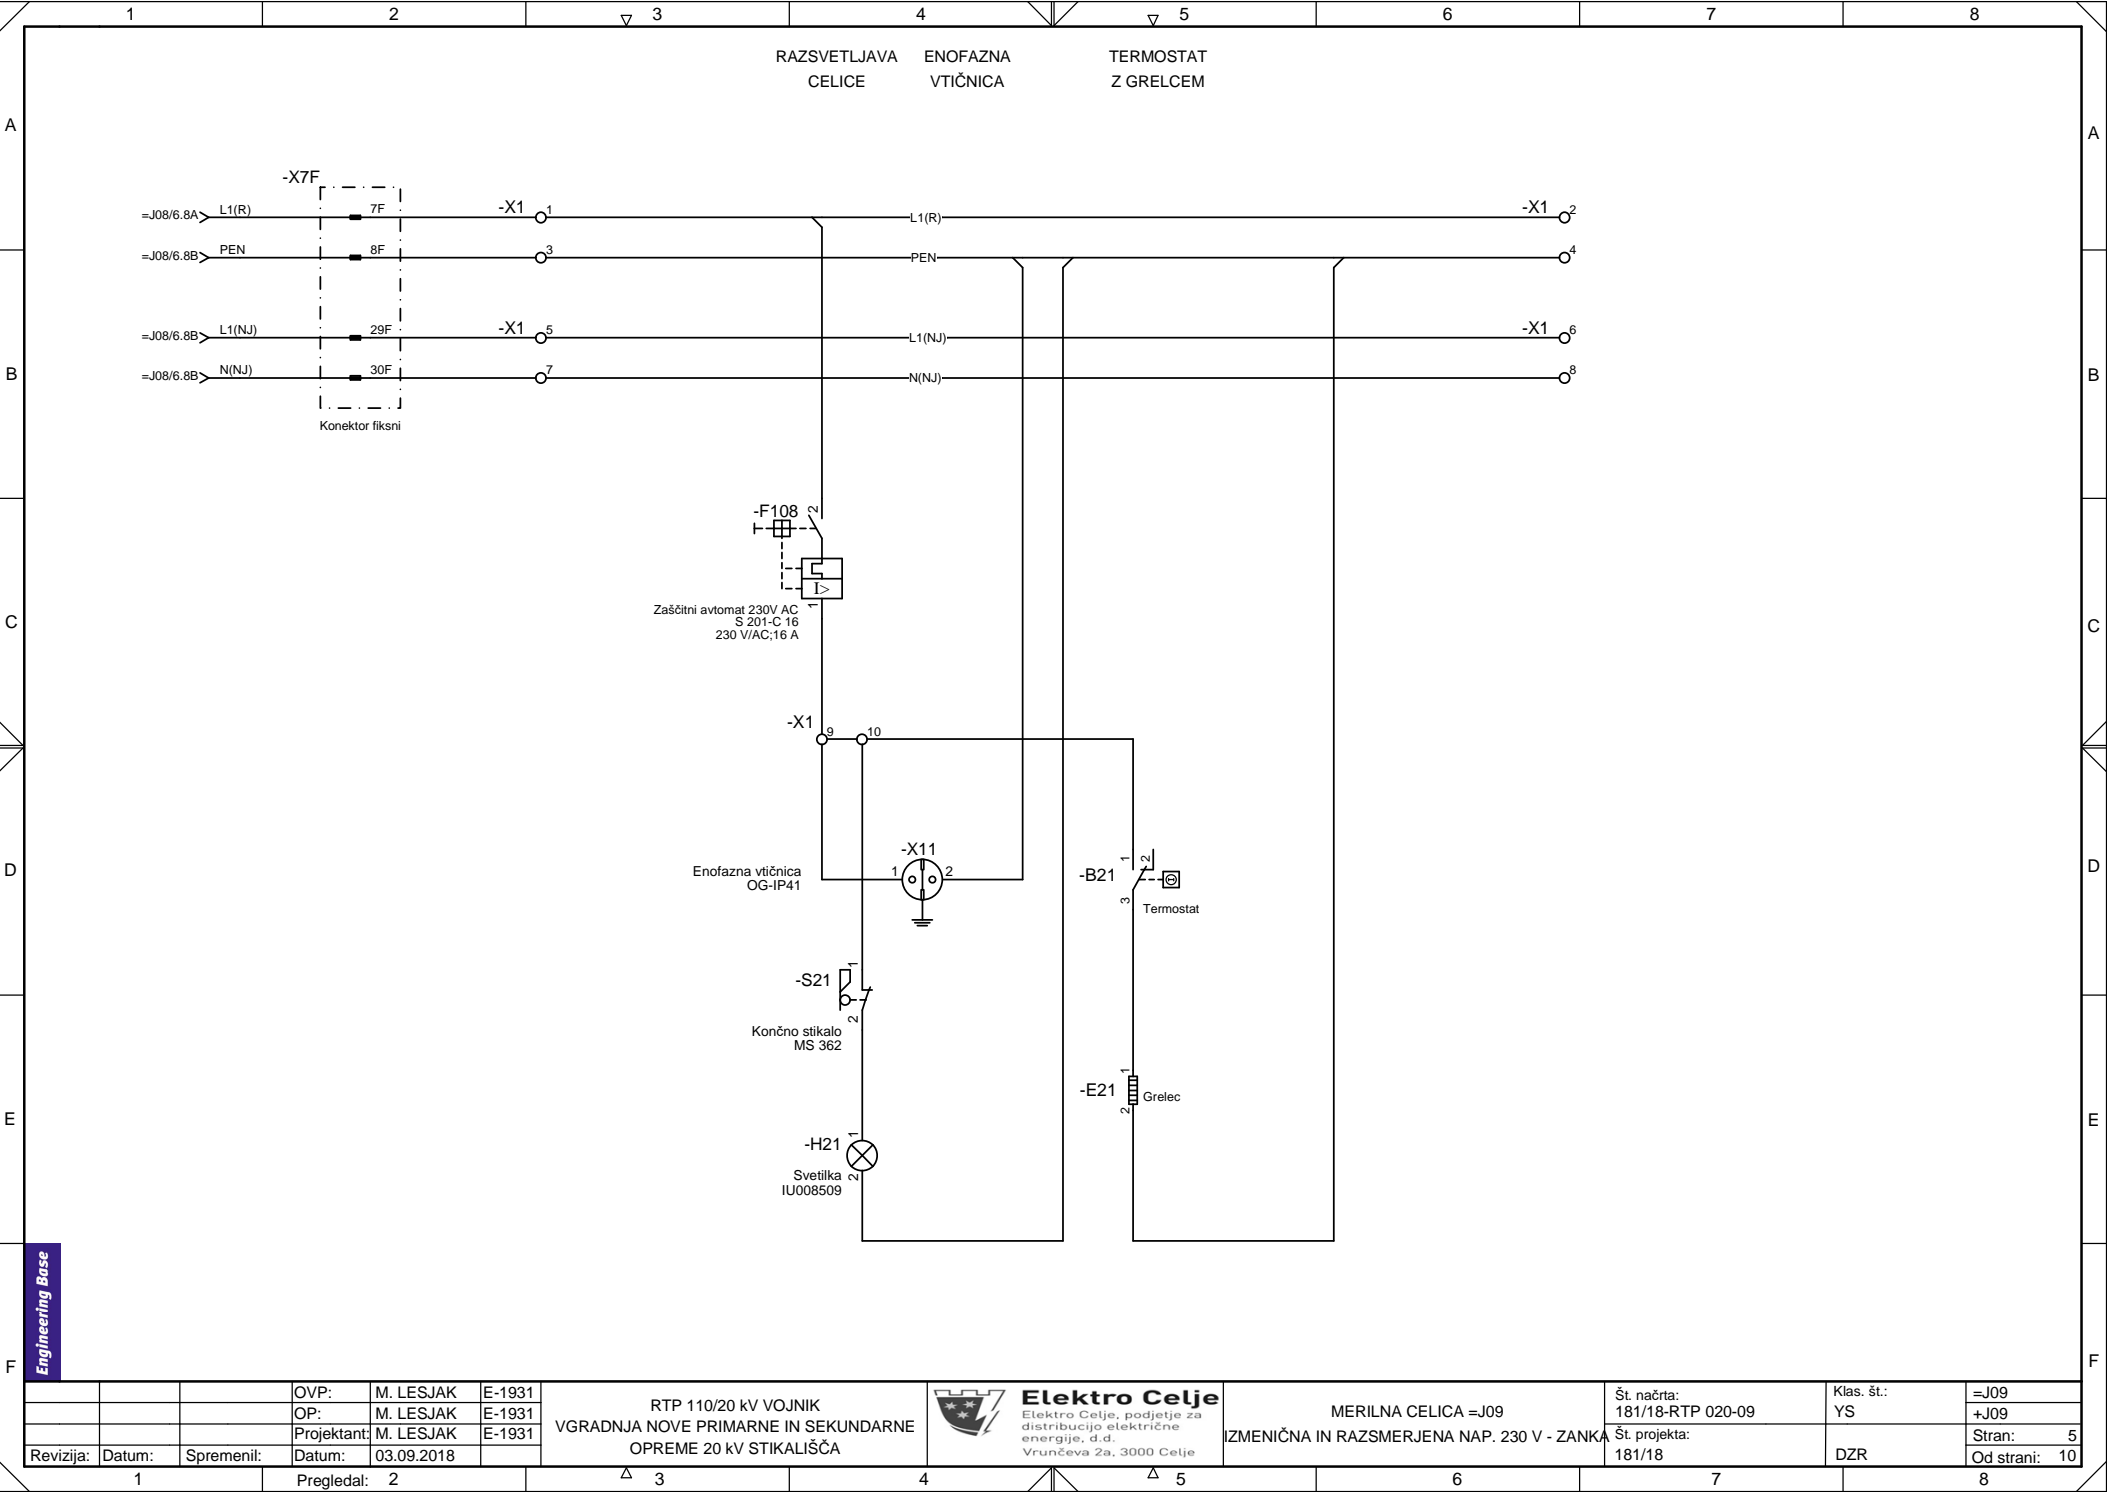 1 2 3 4 5 6 7 8
RAZSVETLJAVA
CELICE
ENOFAZNA
VTIČNICA
TERMOSTAT
Z GRELCEM
A A
-X7F
=J08/6.8A L1(R) 7F -X1 1 L1(R) -X1 2
=J08/6.8B PEN 8F 3 PEN 4
=J08/6.8B L1(NJ) 29F -X1 5 L1(NJ) -X1 6
B B
=J08/6.8B N(NJ) 30F 7 N(NJ) 8
Konektor fiksni
-F108 2
I>
1
Zaščitni avtomat 230V AC
S 201-C 16
230 V/AC;16 A
C C
-X1 9 10
-X11
1 2
Enofazna vtičnica
OG-IP41
D D
-B21 1 2 3
Termostat
-S21 1 2
Končno stikalo
MS 362
-E21 1 2
Grelec
E E
-H21 1 2
Svetilka
IU008509
Engineering Base
F F
OVP: M. LESJAK E-1931
OP: M. LESJAK E-1931
Projektant: M. LESJAK E-1931
Revizija: Datum: Spremenil: Datum: 03.09.2018
Pregledal:
RTP 110/20 kV VOJNIK
VGRADNJA NOVE PRIMARNE IN SEKUNDARNE
OPREME 20 kV STIKALIŠČA
Elektro Celje
Elektro Celje, podjetje za
distribucijo električne
energije, d.d.
Vrunčeva 2a, 3000 Celje
MERILNA CELICA =J09
IZMENIČNA IN RAZSMERJENA NAP. 230 V - ZANKA
Št. načrta:
181/18-RTP 020-09
Št. projekta:
181/18
Klas. št.:
YS
DZR
=J09
+J09
Stran: 5
Od strani: 10
1 2 3 4 5 6 7 8